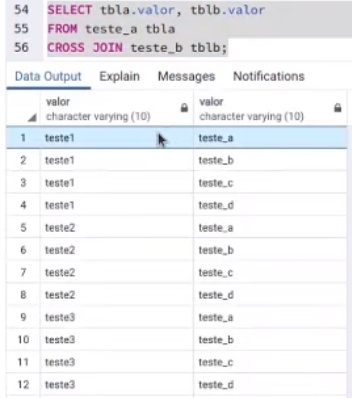 54 SELECT tbla.valor, tblb.valor
55 FROM teste_a tbla
56 CROSS JOIN teste_b tblb;
Data Output Explain Messages Notifications
valor valor
character varying (10) character varying (10)
1 teste1 teste_a
2 teste1 teste_b
3 teste1 teste_c
4 teste1 teste_d
5 teste2 teste_a
6 teste2 teste_b
7 teste2 teste_c
8 teste2 teste_d
9 teste3 teste_a
10 teste3 teste_b
11 teste3 teste_c
12 teste3 teste_d